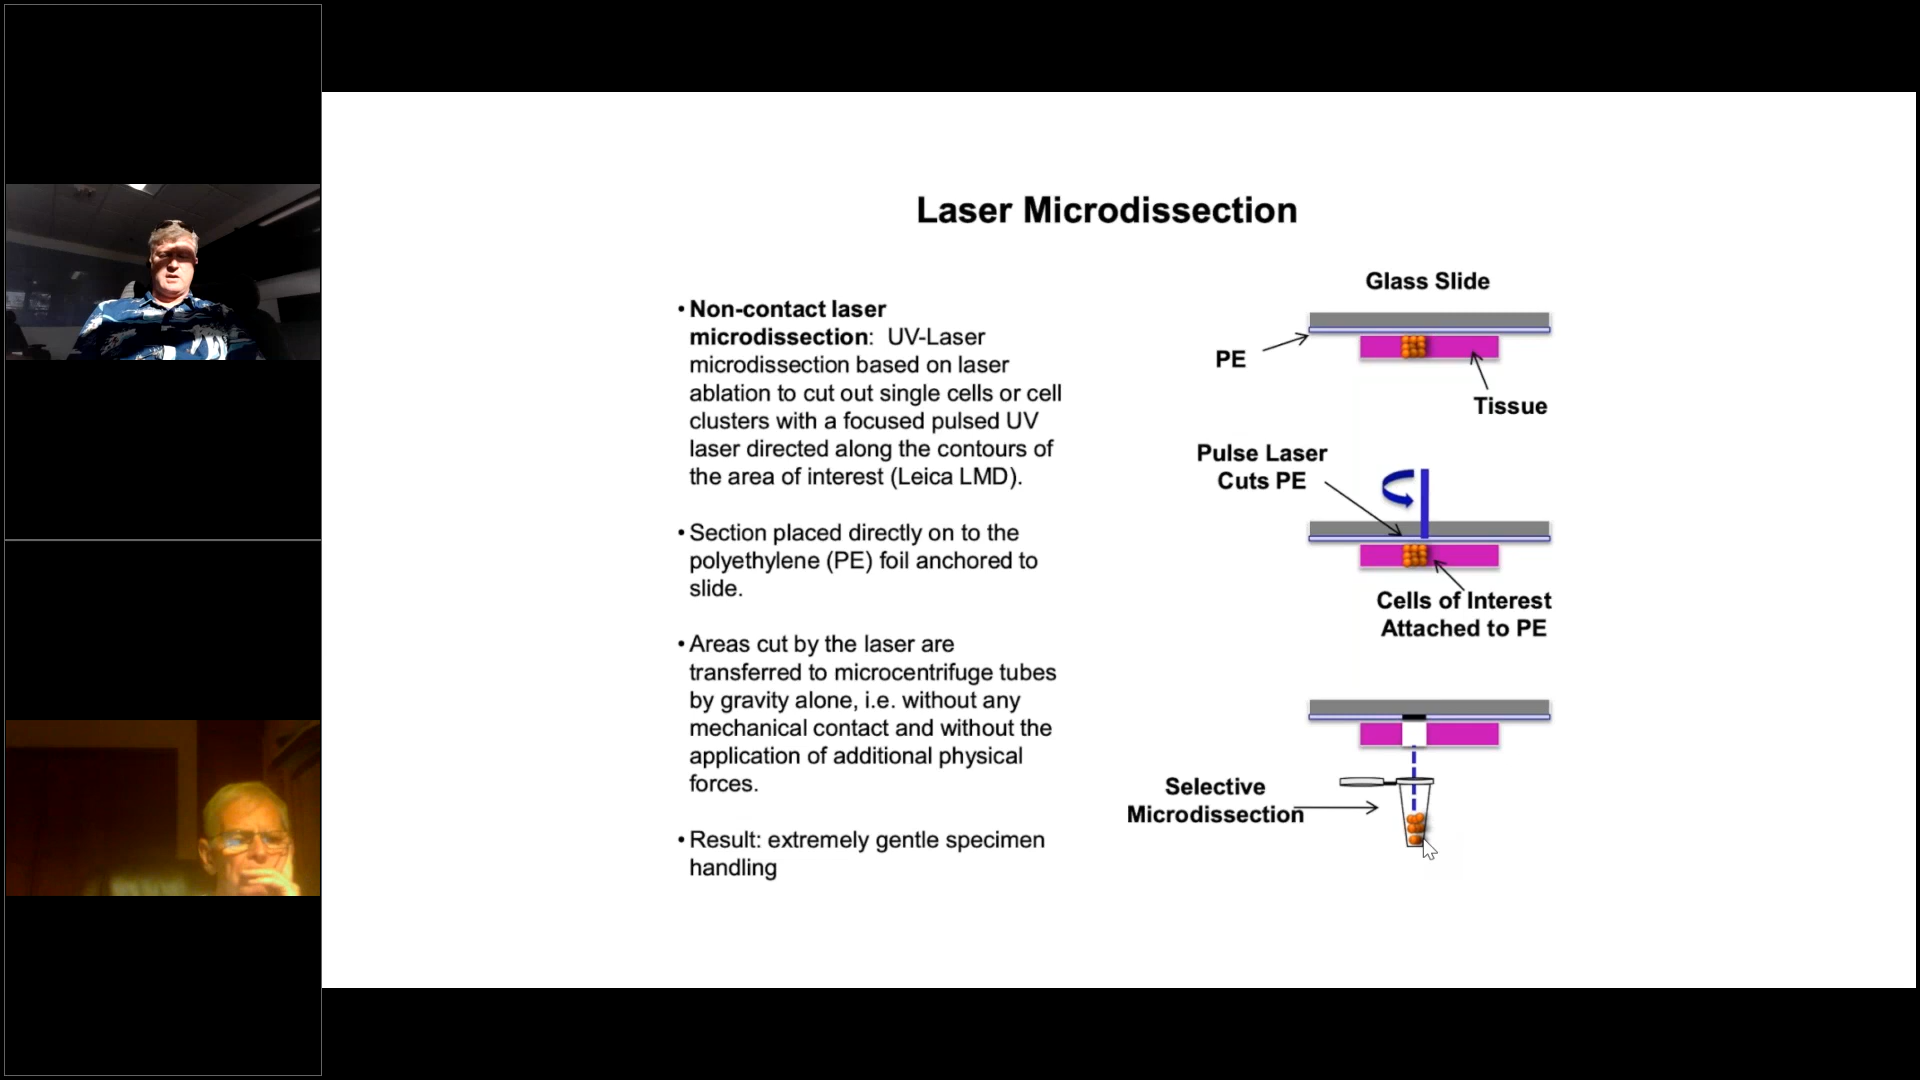 Laser Microdissection
• Non-contact laser
microdissection:  UV-Laser
microdissection based on laser
ablation to cut out single cells or cell
clusters with a focused pulsed UV
laser directed along the contours of
the area of interest (Leica LMD).
• Section placed directly on to the
polyethylene (PE) foil anchored to
slide.
• Areas cut by the laser are
transferred to microcentrifuge tubes
by gravity alone, i.e. without any
mechanical contact and without the
application of additional physical
forces.
• Result: extremely gentle specimen
handling
Glass Slide
PE
Tissue
Pulse Laser
Cuts PE
Cells of Interest
Attached to PE
Selective
Microdissection